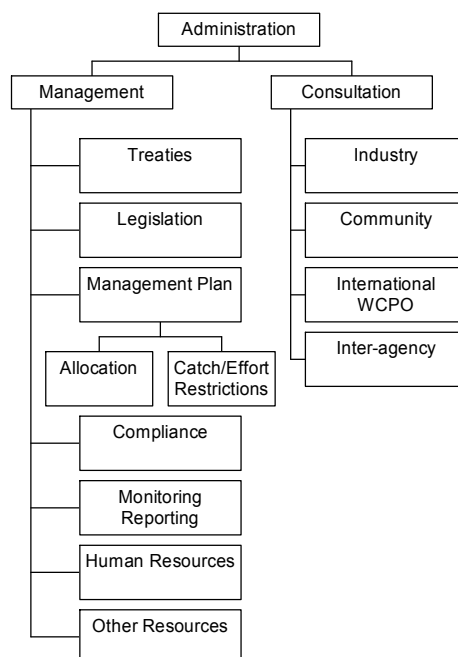 Administration
Management
Consultation
Treaties
Industry
Legislation
Community
Management Plan
International
WCPO
Allocation
Catch/Effort
Restrictions
Inter-agency
Compliance
Monitoring
Reporting
Human Resources
Other Resources